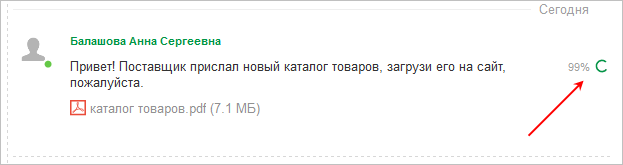 Сегодня
Балашова Анна Сергеевна
Привет! Поставщик прислал новый каталог товаров, загрузи его на сайт,
99%
пожалуйста.
каталог товаров.pdf (7.1 МБ)